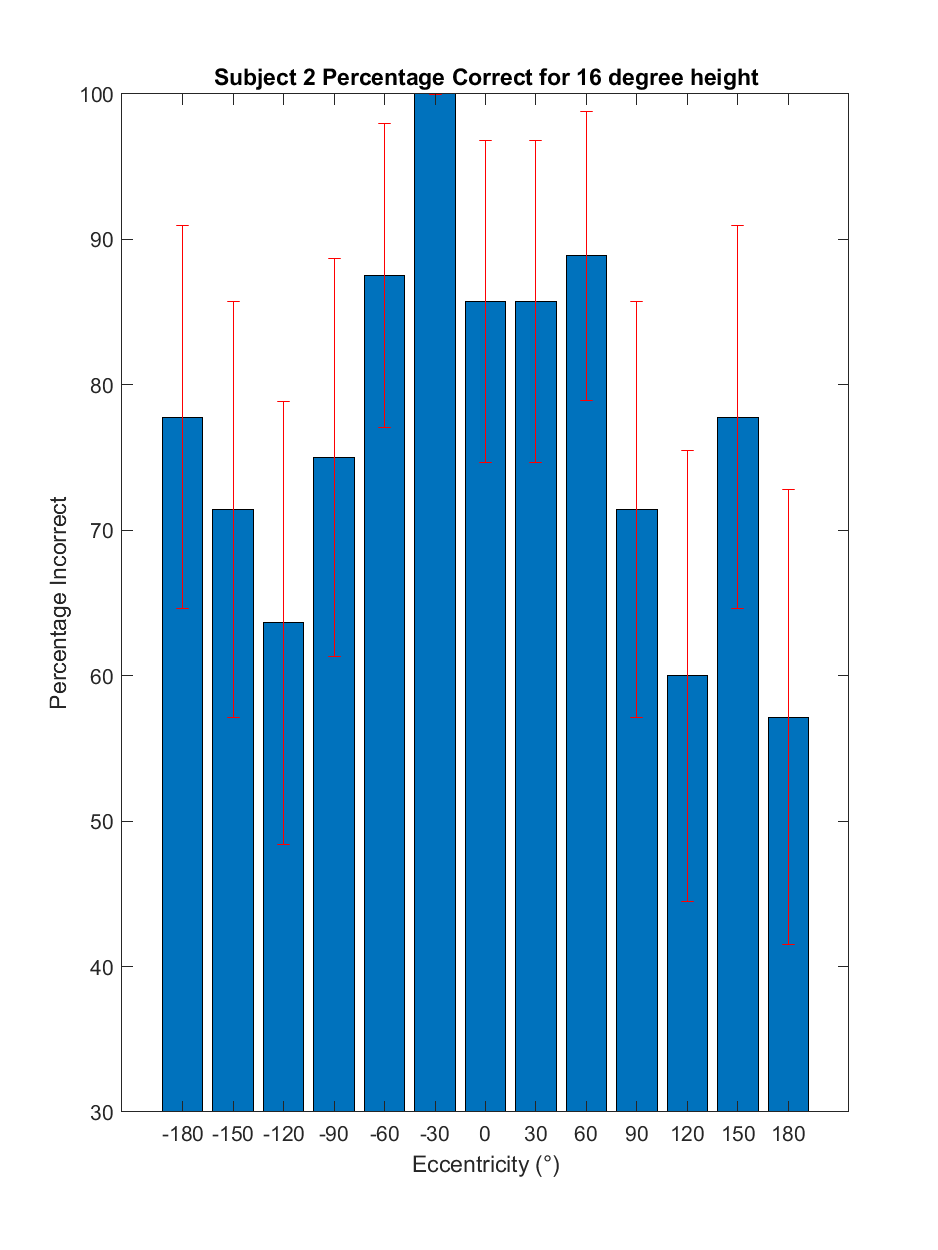 Subject 2 Percentage Correct for 16 degree height
100
90
80
70
60
50
40
30
Percentage Incorrect
-180 -150 -120 -90 -60 -30 0 30 60 90 120 150 180
Eccentricity (°)